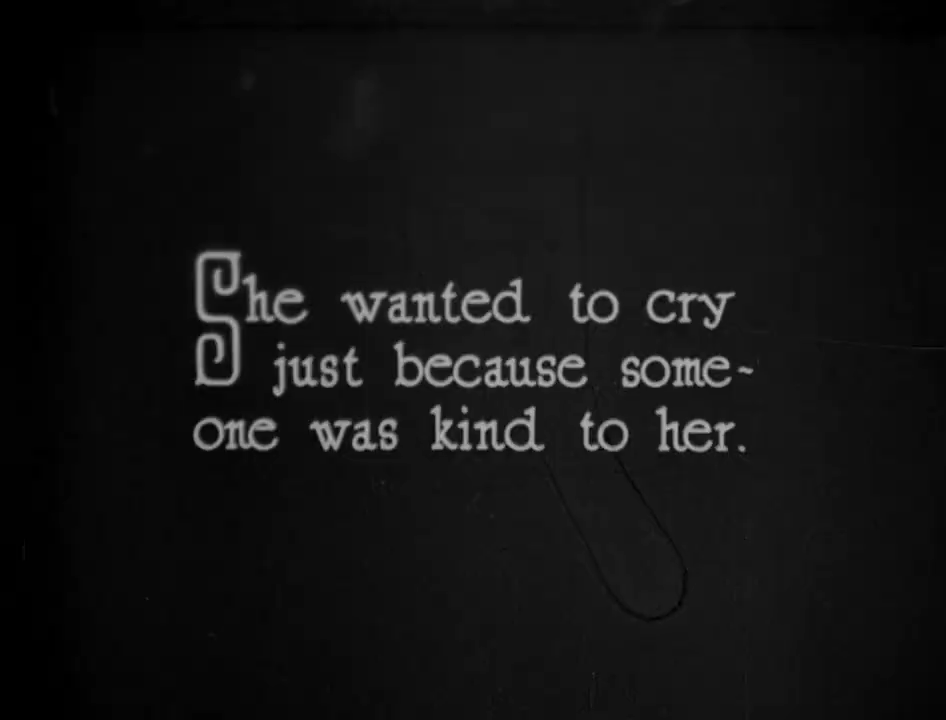 She wanted to cry
just because some-
one was kind to her.